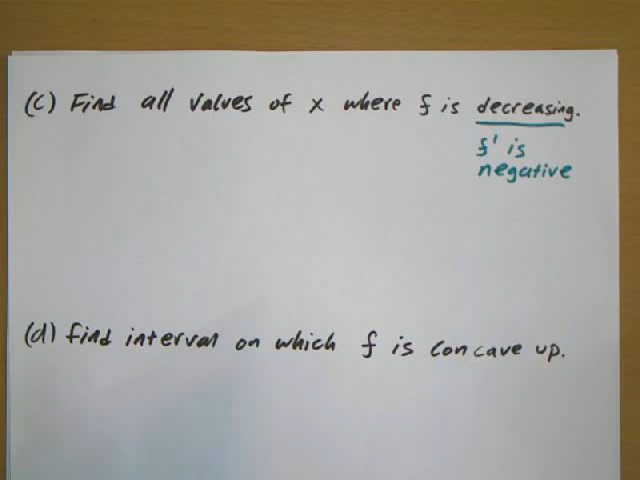 (c) Find all values of x where f is decreasing.
f' is
negative
(d) find interval on which f is concave up.